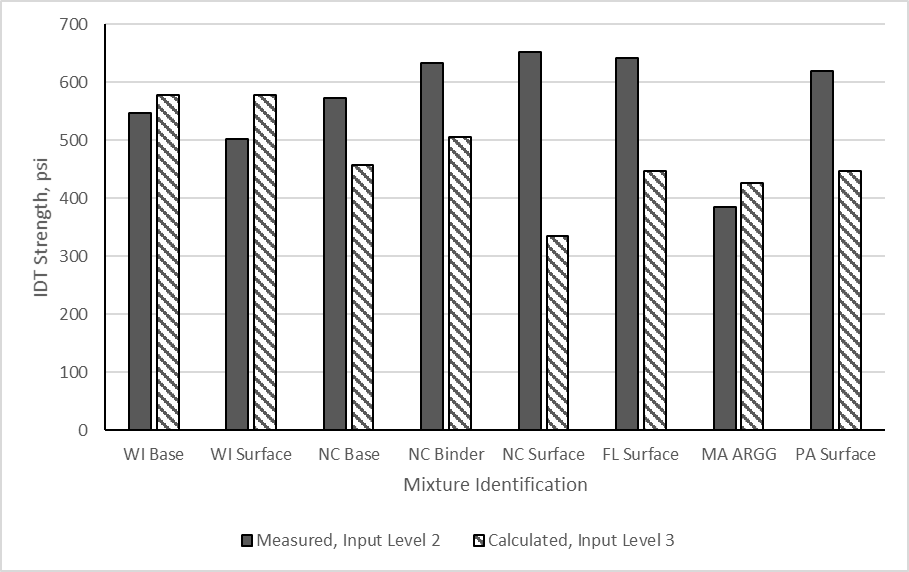 700
600
500
400
300
200
100
0
IDT Strength, psi
WI Base WI Surface NC Base NC Binder NC Surface FL Surface MA ARGG PA Surface
Mixture Identification
Measured, Input Level 2 Calculated, Input Level 3